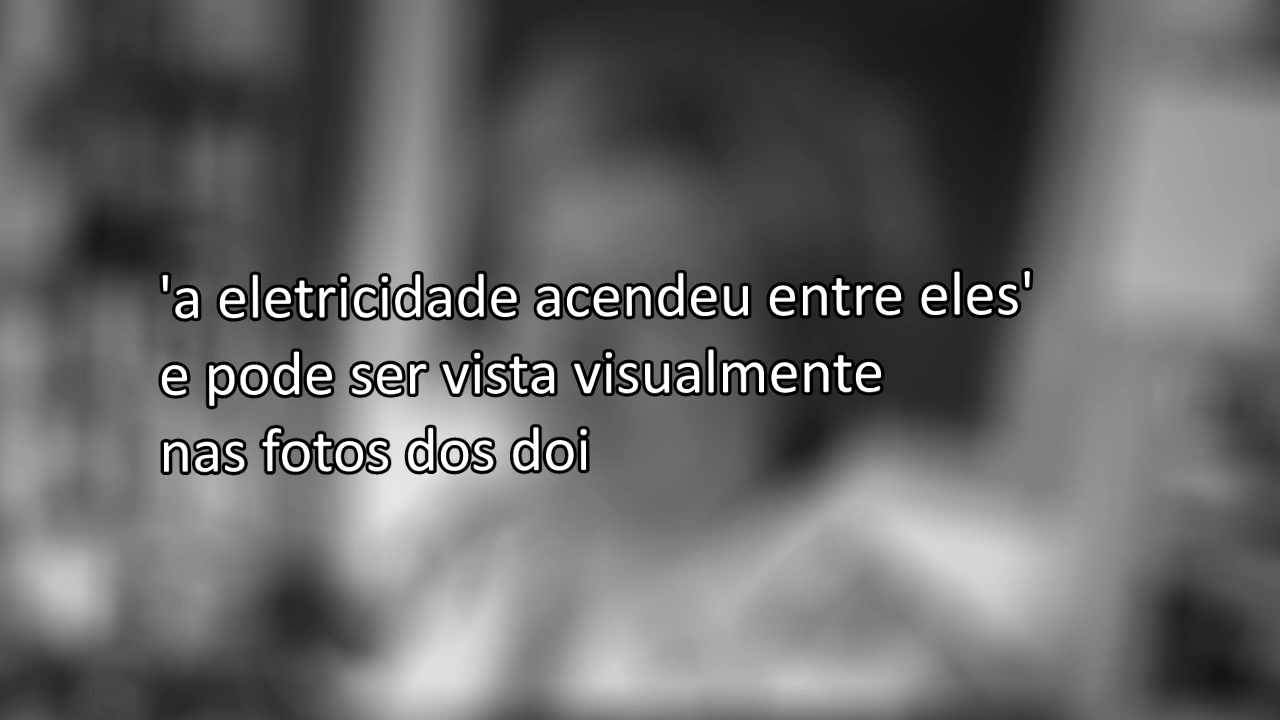 'a eletricidade acendeu entre eles'
e pode ser vista visualmente
nas fotos dos doi